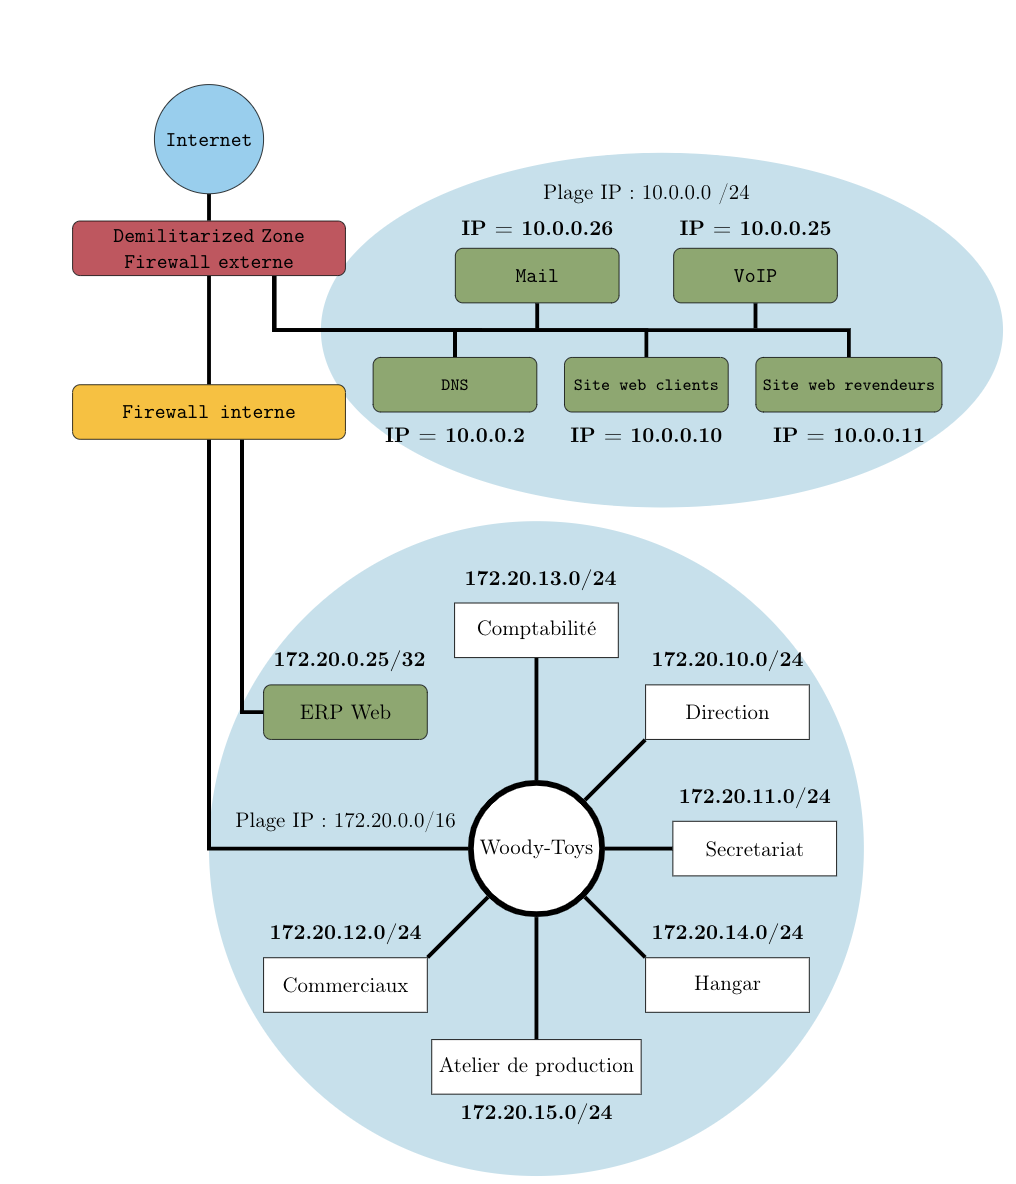 Internet
Demilitarized Zone
Firewall externe
Plage IP : 10.0.0.0 /24
IP = 10.0.0.26
IP = 10.0.0.25
Mail
VoIP
Firewall interne
DNS
Site web clients
Site web revendeurs
IP = 10.0.0.2
IP = 10.0.0.10
IP = 10.0.0.11
172.20.13.0/24
Comptabilité
172.20.0.25/32
172.20.10.0/24
ERP Web
Direction
172.20.11.0/24
Plage IP : 172.20.0.0/16
Woody-Toys
Secretariat
172.20.12.0/24
172.20.14.0/24
Commerciaux
Hangar
Atelier de production
172.20.15.0/24